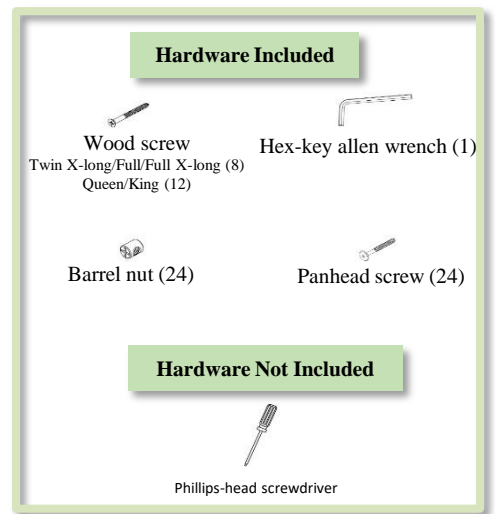 Hardware Included
Wood screw
Twin X-long/Full/Full X-long (8)
Queen/King (12)
Hex-key allen wrench (1)
Barrel nut (24)
Panhead screw (24)
Hardware Not Included
Phillips-head screwdriver